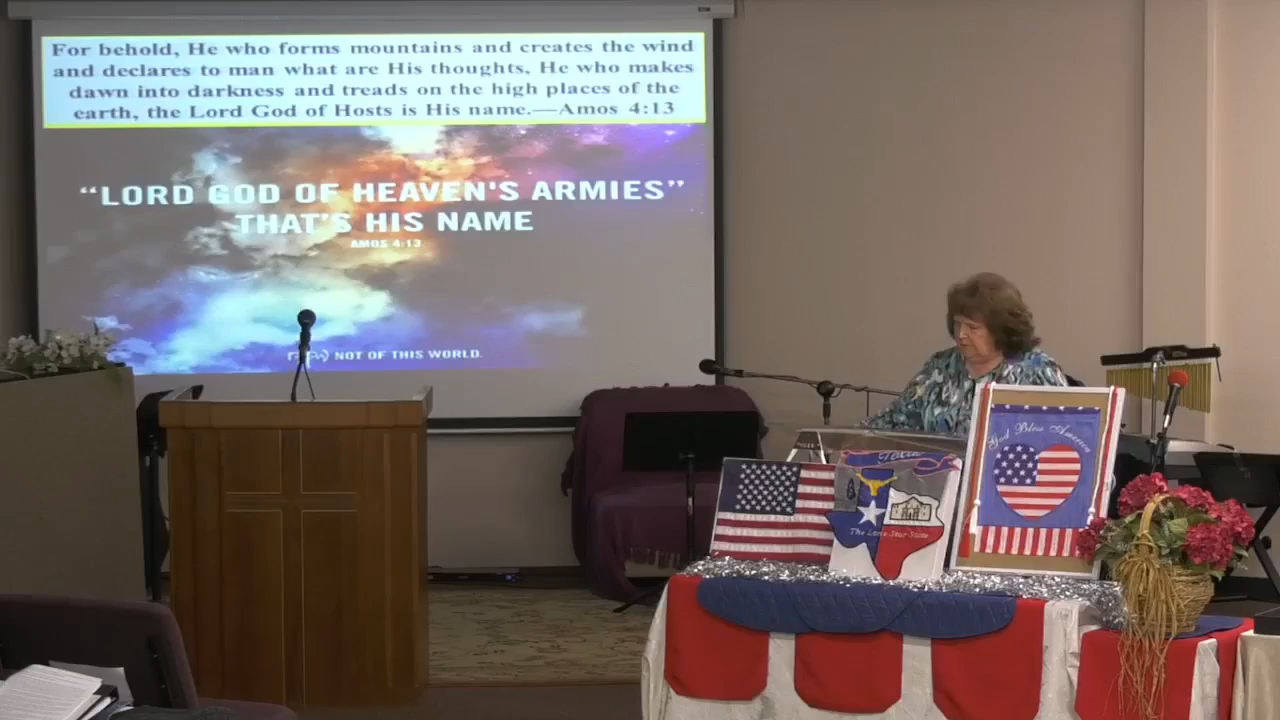 For behold, He who forms mountains and creates the wind
and declares to man what are His thoughts, He who makes
dawn into darkness and treads on the high places of the
earth, the Lord God of Hosts is His name.—Amos 4:13
“LORD GOD OF HEAVEN'S ARMIES”
THAT'S HIS NAME
AMOS 4:13
NOT OF THIS WORLD.
God Bless America
Texas
The Lone Star State